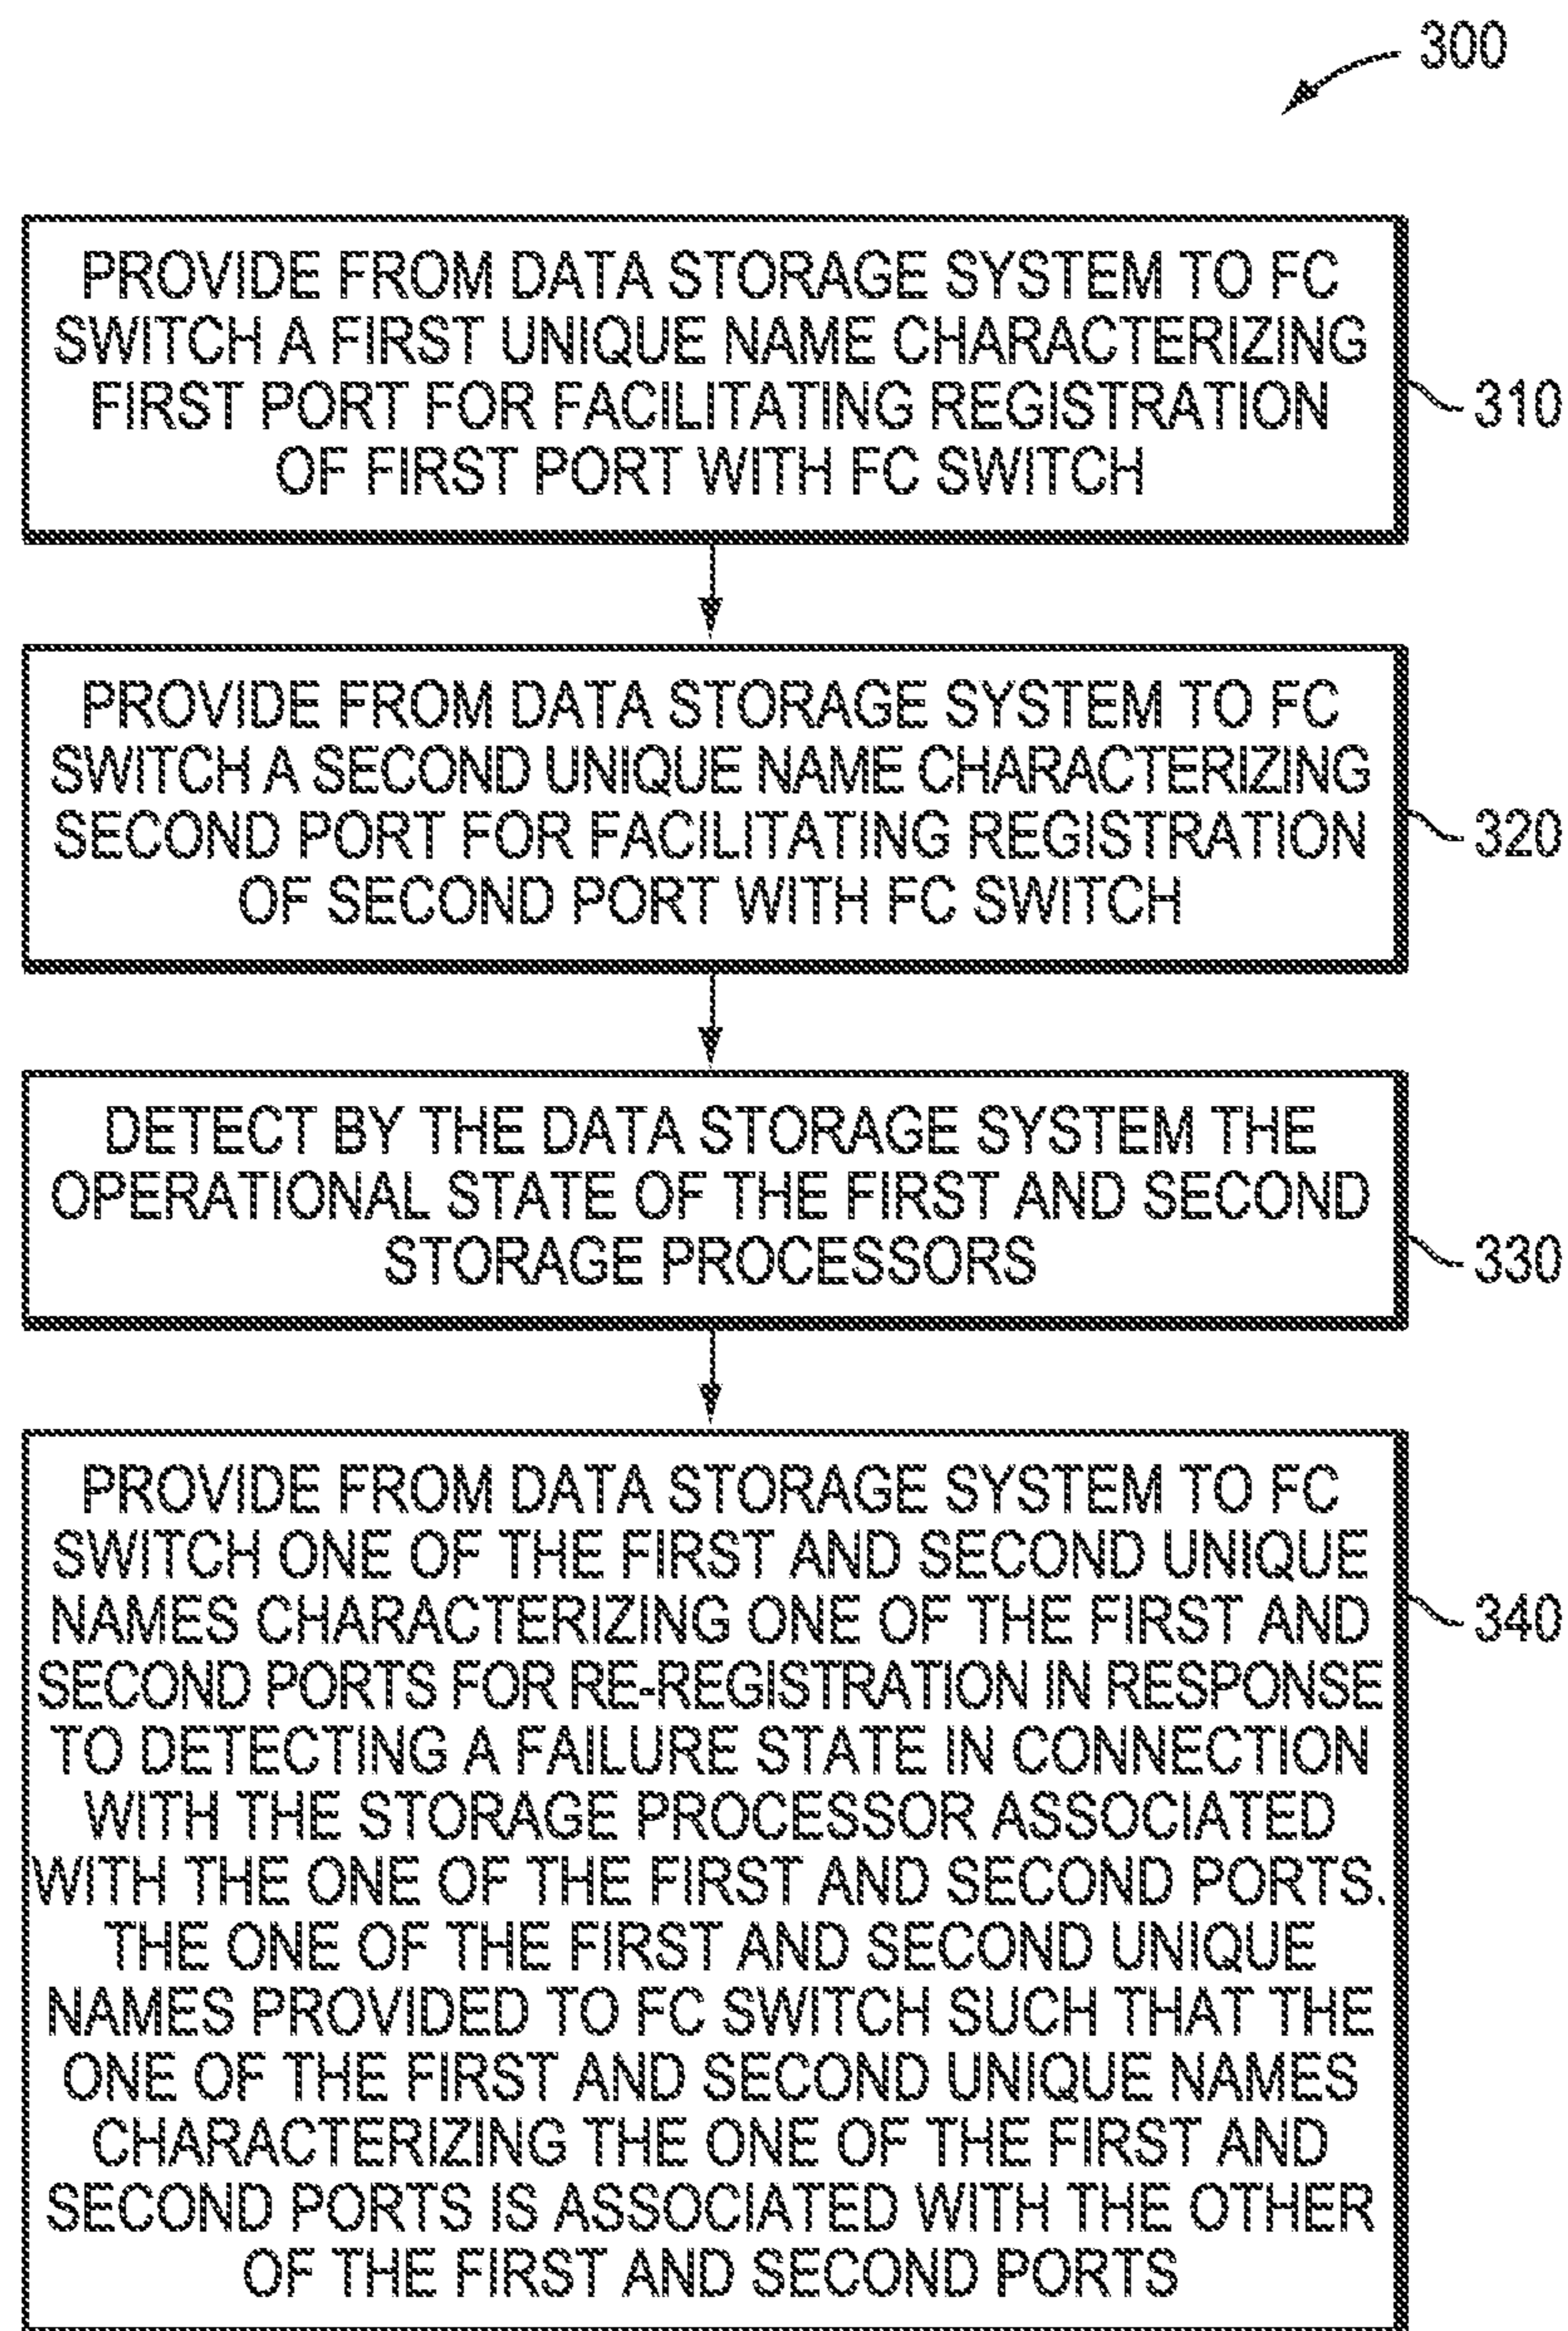 300
PROVIDE FROM DATA STORAGE SYSTEM TO FC
SWITCH A FIRST UNIQUE NAME CHARACTERIZING
FIRST PORT FOR FACILITATING REGISTRATION
OF FIRST PORT WITH FC SWITCH
310
PROVIDE FROM DATA STORAGE SYSTEM TO FC
SWITCH A SECOND UNIQUE NAME CHARACTERIZING
SECOND PORT FOR FACILITATING REGISTRATION
OF SECOND PORT WITH FC SWITCH
320
DETECT BY THE DATA STORAGE SYSTEM THE
OPERATIONAL STATE OF THE FIRST AND SECOND
STORAGE PROCESSORS
330
PROVIDE FROM DATA STORAGE SYSTEM TO FC
SWITCH ONE OF THE FIRST AND SECOND UNIQUE
NAMES CHARACTERIZING ONE OF THE FIRST AND
SECOND PORTS FOR RE-REGISTRATION IN RESPONSE
TO DETECTING A FAILURE STATE IN CONNECTION
WITH THE STORAGE PROCESSOR ASSOCIATED
WITH THE ONE OF THE FIRST AND SECOND PORTS.
THE ONE OF THE FIRST AND SECOND UNIQUE
NAMES PROVIDED TO FC SWITCH SUCH THAT THE
ONE OF THE FIRST AND SECOND UNIQUE NAMES
CHARACTERIZING THE ONE OF THE FIRST AND
SECOND PORTS IS ASSOCIATED WITH THE OTHER
OF THE FIRST AND SECOND PORTS
340